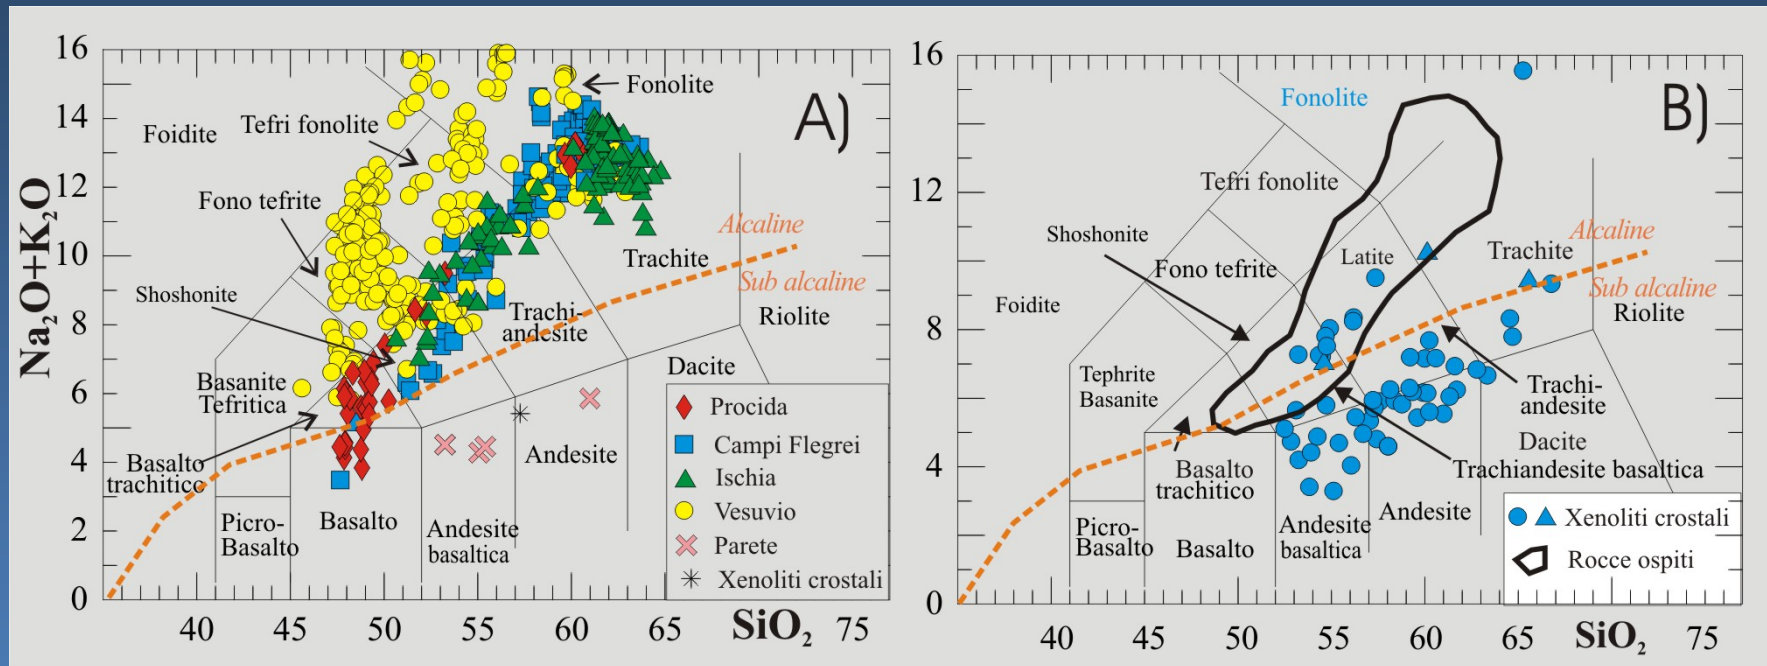 A)
Na₂O+K₂O
16
14
12
10
8
6
4
2
0
40
45
50
55
60
65
SiO₂
75
Foidite
Tefri fonolite
Fonolite
Fono tefrite
Shoshonite
Basanite
Tefritica
Basalto
trachitico
Picro-
Basalto
Basalto
Andesite
basaltica
Andesite
Trachi-
andesite
Trachite
Alcaline
Sub alcaline
Riolite
Dacite
Procida
Campi Flegrei
Ischia
Vesuvio
Parete
Xenoliti crostali
B)
16
12
8
4
0
40
45
50
55
60
65
SiO₂
75
Fonolite
Tefri fonolite
Shoshonite
Fono tefrite
Foidite
Latite
Alcaline
Trachite
Sub alcaline
Riolite
Tephrite
Basanite
Trachi-
andesite
Dacite
Trachiandesite basaltica
Basalto
trachitico
Picro-
Basalto
Basalto
Andesite
basaltica
Andesite
Xenoliti crostali
Rocce ospiti